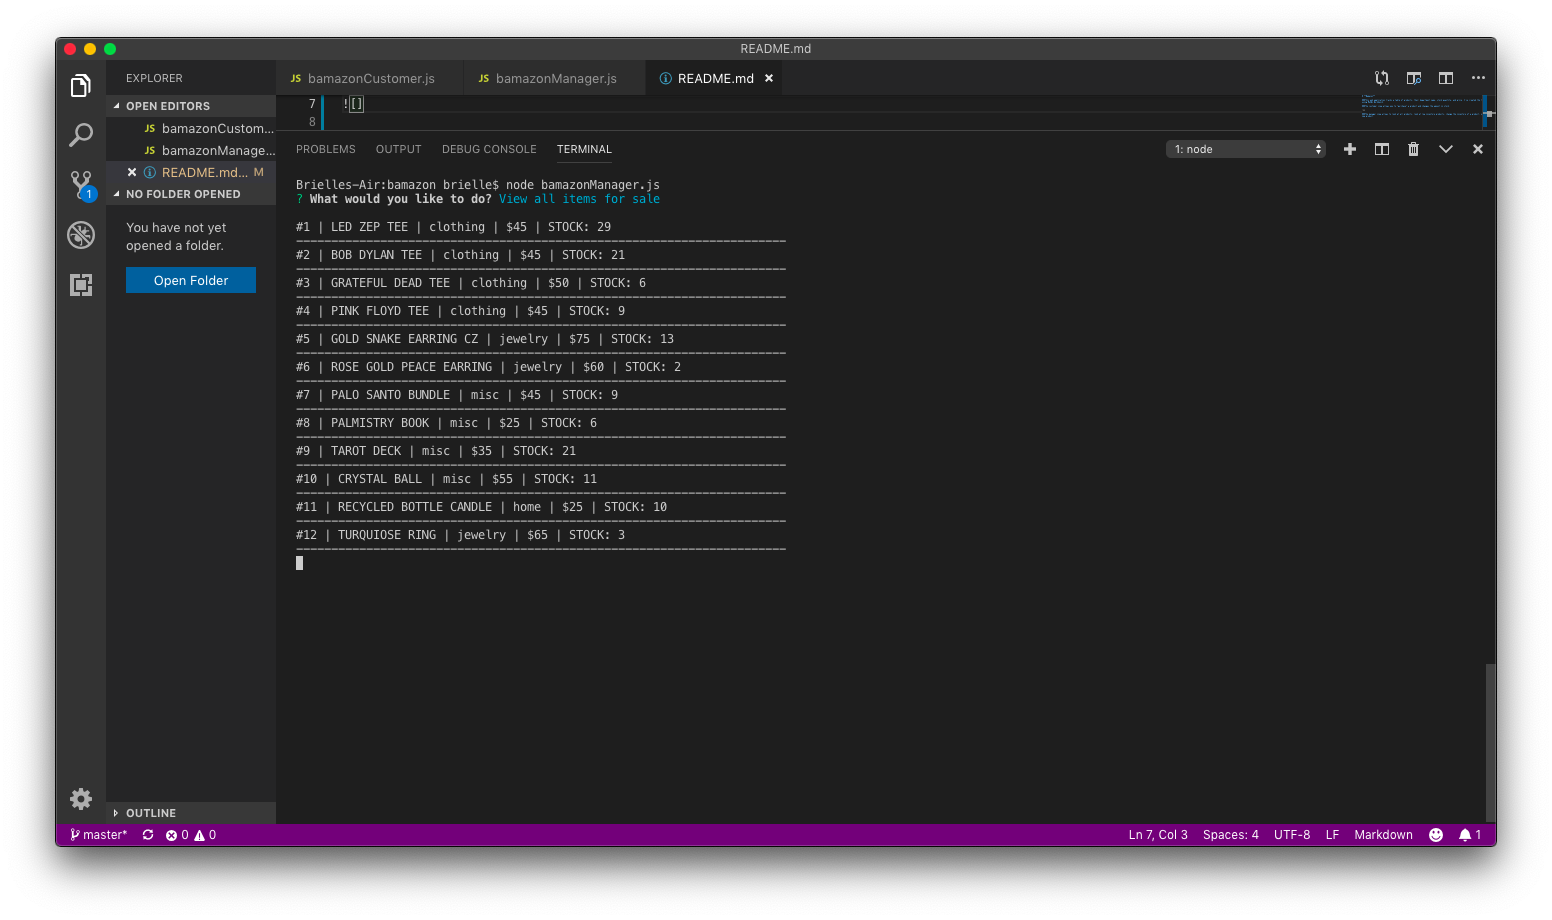 README.md
EXPLORER
JS bamazonCustomer.js
JS bamazonManager.js
README.md
OPEN EDITORS
JS bamazonCustom...
JS bamazonManage...
README.md... M
NO FOLDER OPENED
You have not yet
opened a folder.
Open Folder
1
7 ![]
8
PROBLEMS OUTPUT DEBUG CONSOLE TERMINAL
1: node
Brielles-Air:bamazon brielle$ node bamazonManager.js
? What would you like to do? View all items for sale
#1 | LED ZEP TEE | clothing | $45 | STOCK: 29
#2 | BOB DYLAN TEE | clothing | $45 | STOCK: 21
#3 | GRATEFUL DEAD TEE | clothing | $50 | STOCK: 6
#4 | PINK FLOYD TEE | clothing | $45 | STOCK: 9
#5 | GOLD SNAKE EARRING CZ | jewelry | $75 | STOCK: 13
#6 | ROSE GOLD PEACE EARRING | jewelry | $60 | STOCK: 2
#7 | PALO SANTO BUNDLE | misc | $45 | STOCK: 9
#8 | PALMISTRY BOOK | misc | $25 | STOCK: 6
#9 | TAROT DECK | misc | $35 | STOCK: 21
#10 | CRYSTAL BALL | misc | $55 | STOCK: 11
#11 | RECYCLED BOTTLE CANDLE | home | $25 | STOCK: 10
#12 | TURQUIOSE RING | jewelry | $65 | STOCK: 3
OUTLINE
master* 0 0
Ln 7, Col 3 Spaces: 4 UTF-8 LF Markdown 1